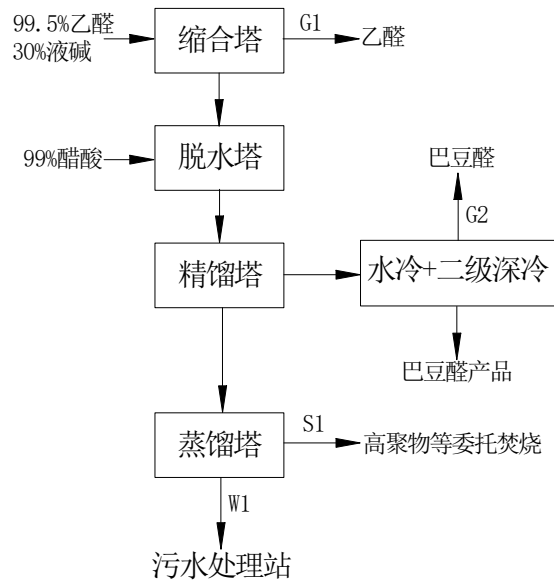 99.5%乙醛
30%液碱
缩合塔
G1
乙醛
99%醋酸
脱水塔
巴豆醛
G2
精馏塔
水冷+二级深冷
巴豆醛产品
蒸馏塔
S1
高聚物等委托焚烧
W1
污水处理站